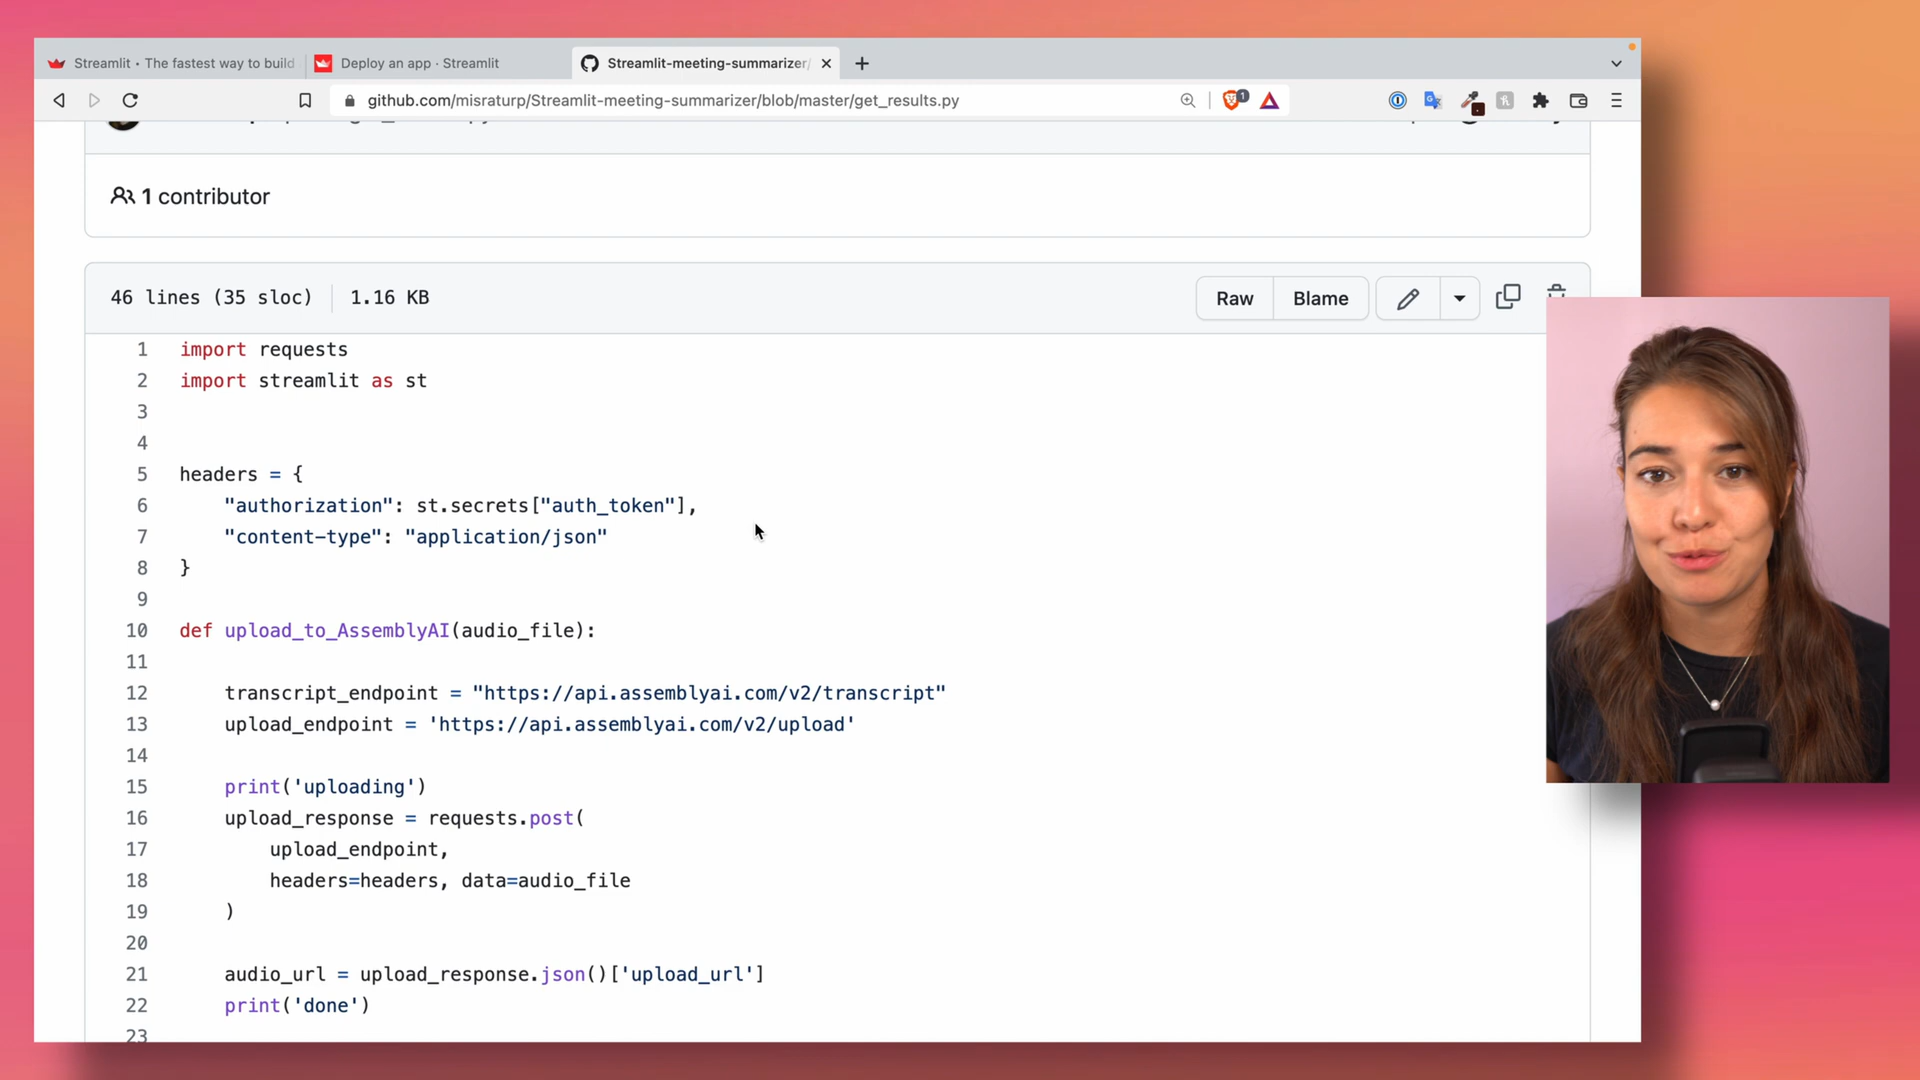 Streamlit • The fastest way to build
Deploy an app · Streamlit
Streamlit-meeting-summarizer/
github.com/misraturp/Streamlit-meeting-summarizer/blob/master/get_results.py
1
1 contributor
46 lines (35 sloc) 1.16 KB
Raw
Blame
1 import requests
2 import streamlit as st
3
4
5 headers = {
6 "authorization": st.secrets["auth_token"],
7 "content-type": "application/json"
8 }
9
10 def upload_to_AssemblyAI(audio_file):
11
12 transcript_endpoint = "https://api.assemblyai.com/v2/transcript"
13 upload_endpoint = 'https://api.assemblyai.com/v2/upload'
14
15 print('uploading')
16 upload_response = requests.post(
17 upload_endpoint,
18 headers=headers, data=audio_file
19 )
20
21 audio_url = upload_response.json()['upload_url']
22 print('done')
23